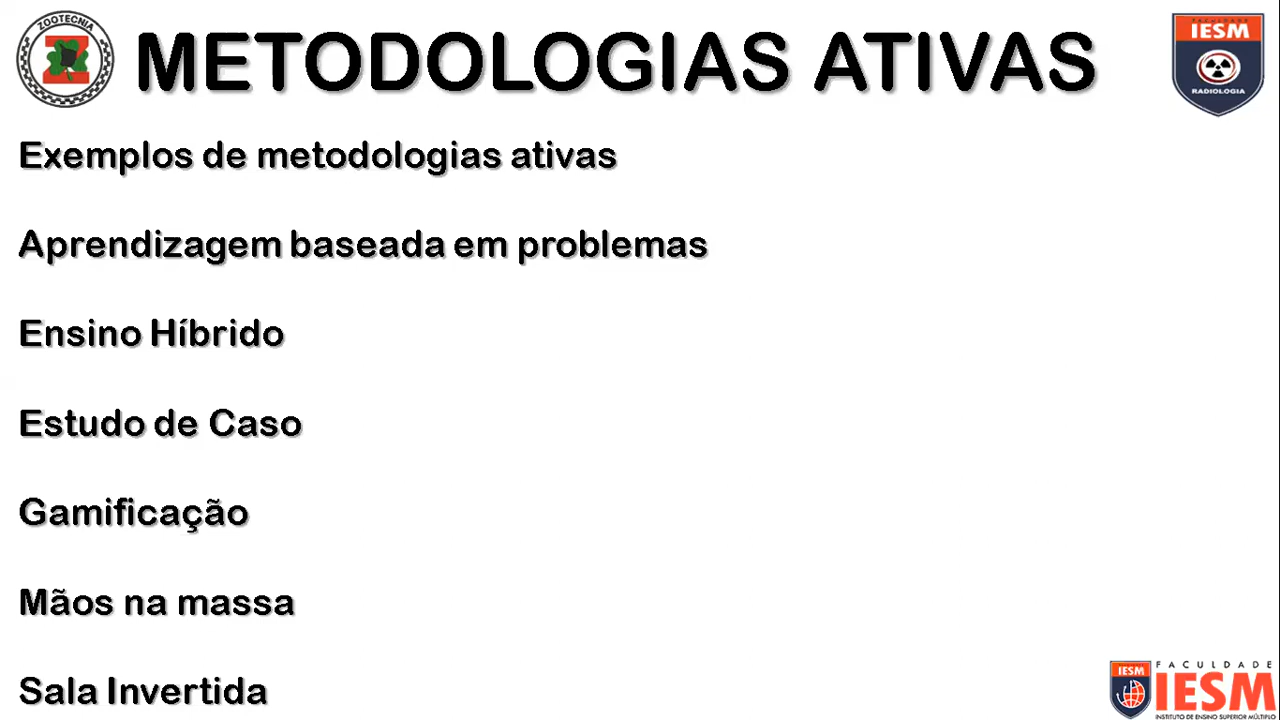 ZOOTECNIA
Z
METODOLOGIAS ATIVAS
FACULDADE
IESM
RADIOLOGIA
Exemplos de metodologias ativas
Aprendizagem baseada em problemas
Ensino Híbrido
Estudo de Caso
Gamificação
Mãos na massa
Sala Invertida
IESM
FACULDADE
IESM
INSTITUTO DE ENSINO SUPERIOR MÚLTIPLO